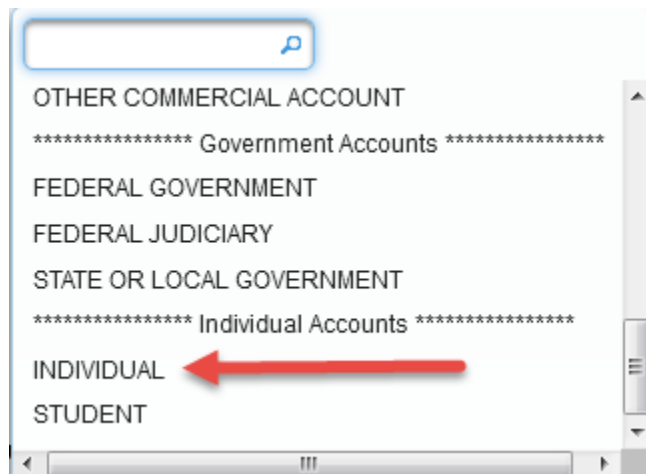 OTHER COMMERCIAL ACCOUNT
**************** Government Accounts ****************
FEDERAL GOVERNMENT
FEDERAL JUDICIARY
STATE OR LOCAL GOVERNMENT
**************** Individual Accounts ****************
INDIVIDUAL
STUDENT